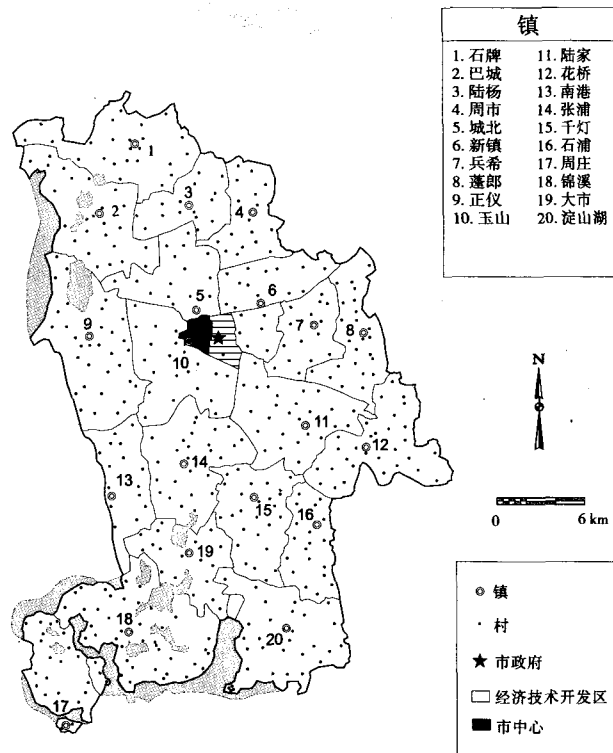 镇
1. 石牌 11. 陆家
2. 巴城 12. 花桥
3. 陆杨 13. 南港
4. 周市 14. 张浦
5. 城北 15. 千灯
6. 新镇 16. 石浦
7. 兵希 17. 周庄
8. 蓬郎 18. 锦溪
9. 正仪 19. 大市
10. 玉山 20. 淀山湖
1
2
3
4
5
6
7
8
9
10
11
12
13
14
15
16
17
18
19
20
N
0 6 km
镇
村
市政府
经济技术开发区
市中心